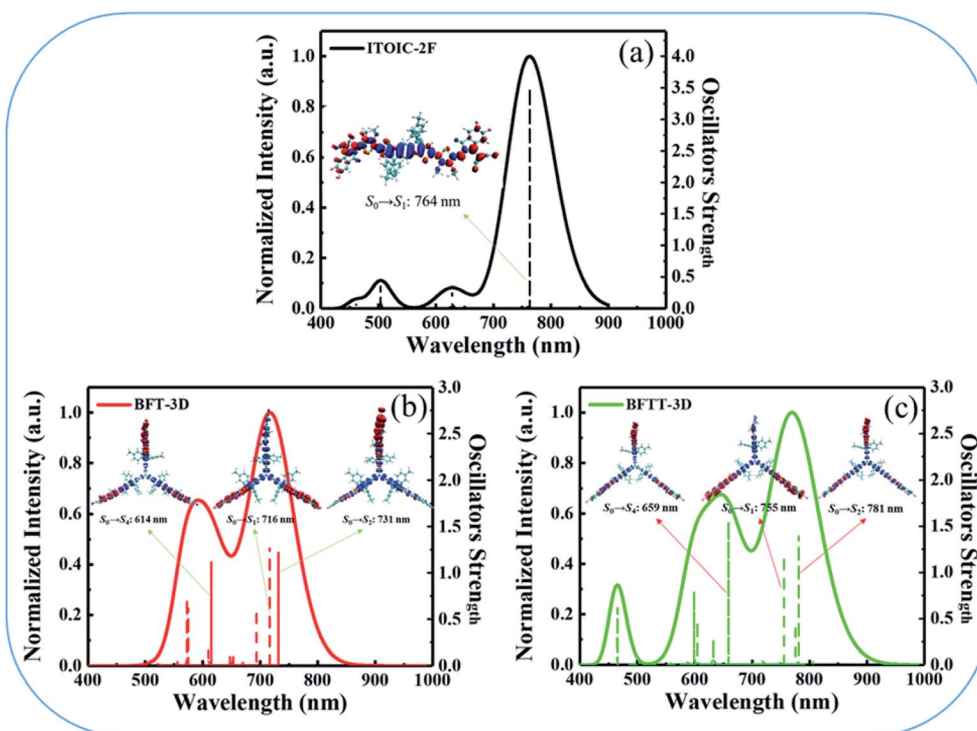 ITOIC-2F
(a)
Normalized Intensity (a.u.)
1.0
0.8
0.6
0.4
0.2
0.0
S0→S1: 764 nm
4.0
3.5
3.0
2.5
2.0
1.5
1.0
0.5
0.0
Oscillators Strength
400 500 600 700 800 900 1000
Wavelength (nm)
BFT-3D
(b)
Normalized Intensity (a.u.)
1.0
0.8
0.6
0.4
0.2
0.0
S0→S4: 614 nm
S0→S1: 716 nm
S0→S2: 731 nm
3.0
2.5
2.0
1.5
1.0
0.5
0.0
Oscillators Strength
400 500 600 700 800 900 1000
Wavelength (nm)
BFTT-3D
(c)
Normalized Intensity (a.u.)
1.0
0.8
0.6
0.4
0.2
0.0
S0→S4: 659 nm
S0→S1: 755 nm
S0→S2: 781 nm
3.0
2.5
2.0
1.5
1.0
0.5
0.0
Oscillators Strength
400 500 600 700 800 900 1000
Wavelength (nm)